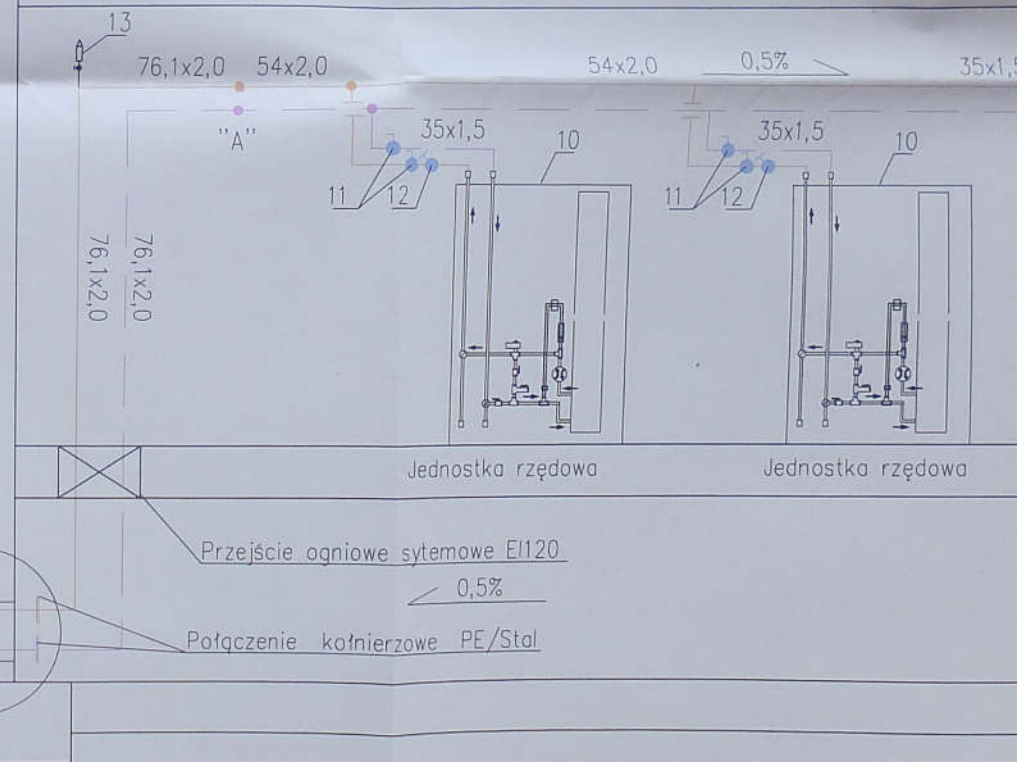 13
76,1x2,0 54x2,0 54x2,0 0,5% 35x1,5
"A" 35x1,5 35x1,5
10 10
11 12 11 12
76,1x2,0
76,1x2,0
Jednostka rzędowa Jednostka rzędowa
Przejście ogniowe sytemowe EI120
0,5%
Połączenie kołnierzowe PE/Stal